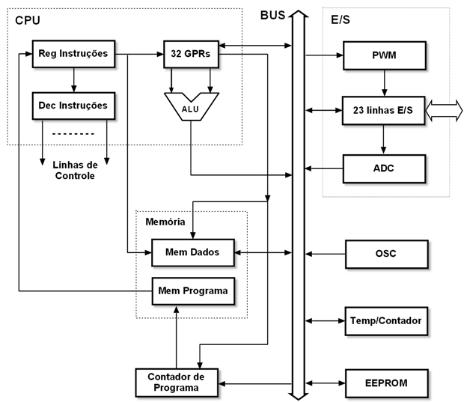 CPU
BUS
E/S
Reg Instruções
32 GPRs
PWM
Dec Instruções
ALU
23 linhas E/S
Linhas de
Controle
ADC
Memória
Mem Dados
OSC
Mem Programa
Temp/Contador
Contador de
Programa
EEPROM